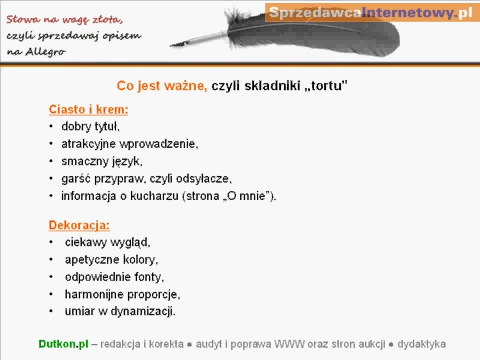 SprzedawcaInternetowy.pl
Słowa na wagę złota,
czyli sprzedawaj opisem
na Allegro
Co jest ważne, czyli składniki „tortu”
Ciasto i krem:
• dobry tytuł,
• atrakcyjne wprowadzenie,
• smaczny język,
• garść przypraw, czyli odsyłacze,
• informacja o kucharzu (strona „O mnie”).
Dekoracja:
• ciekawy wygląd,
• apetyczne kolory,
• odpowiednie fonty,
• harmonijne proporcje,
• umiar w dynamizacji.
Dutkon.pl – redakcja i korekta ● audyt i poprawa WWW oraz stron aukcji ● dydaktyka